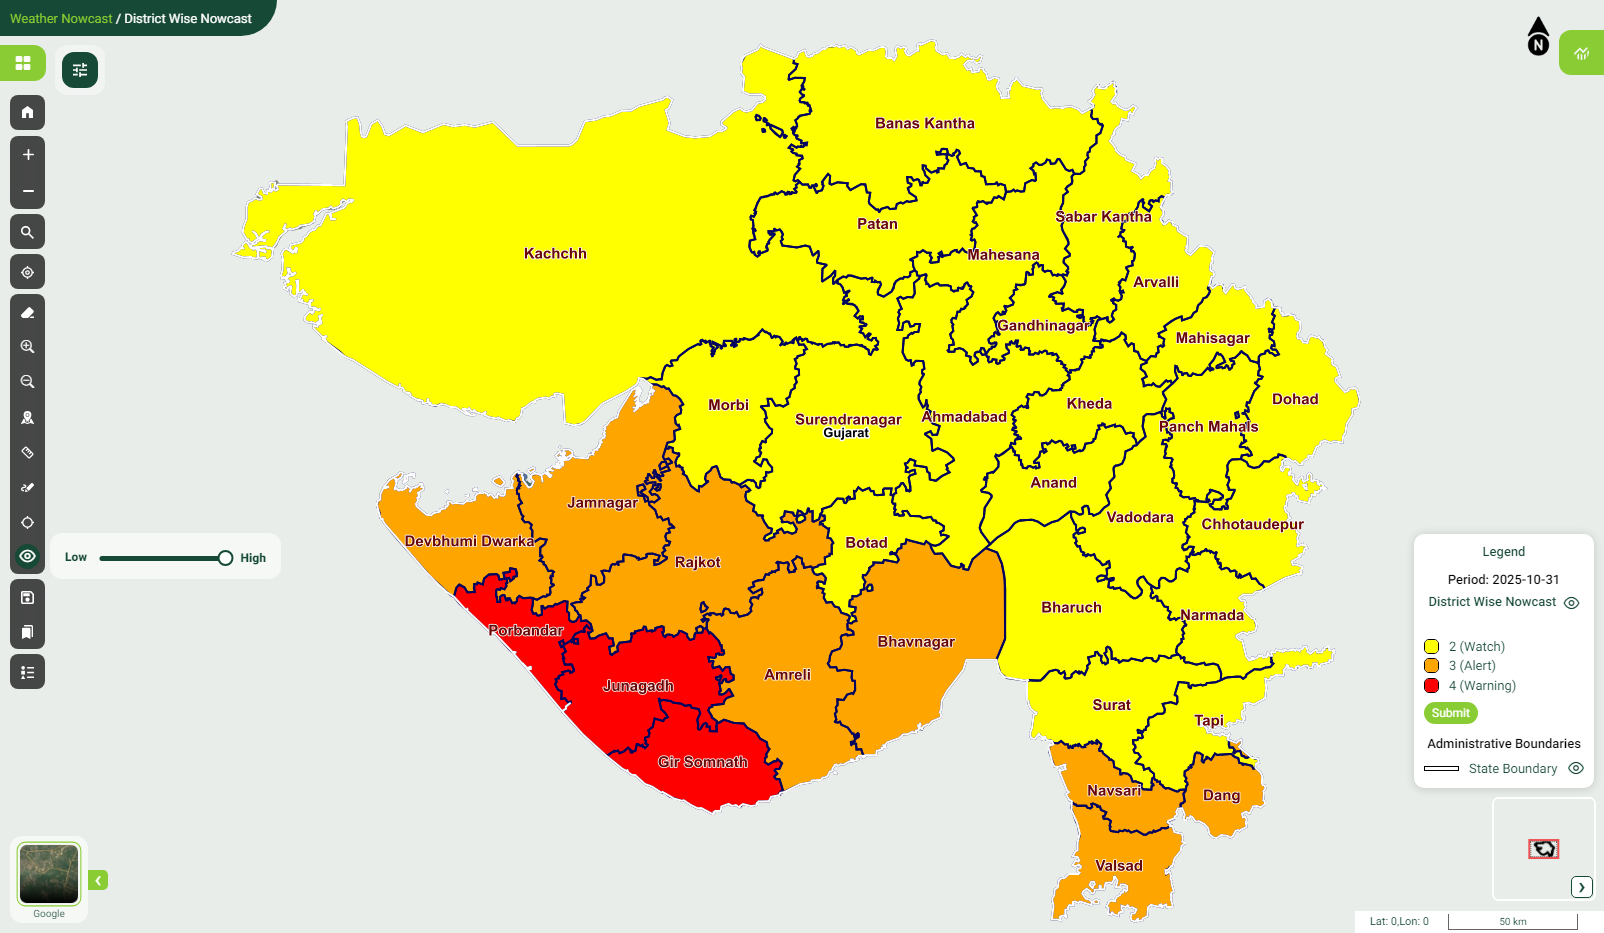 Weather Nowcast / District Wise Nowcast
N
Banas Kantha
Sabar Kantha
Patan
Kachchh
Mahesana
Arvalli
Gandhinagar
Mahisagar
Dohad
Morbi
Kheda
Surendranagar
Ahmadabad
Panch Mahals
Gujarat
Anand
Jamnagar
Vadodara
Chhotaudepur
Devbhumi Dwarka
Botad
Rajkot
Low
High
Bharuch
Narmada
Porbandar
Bhavnagar
Amreli
Junagadh
Surat
Tapi
Gir Somnath
Navsari
Dang
Valsad
Legend
Period: 2025-10-31
District Wise Nowcast
2 (Watch)
3 (Alert)
4 (Warning)
Submit
Administrative Boundaries
State Boundary
Google
Lat: 0,Lon: 0
50 km